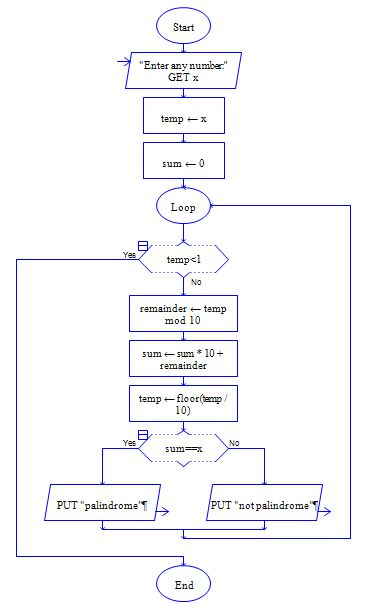 Start
"Enter any number."
GET x
temp ← x
sum ← 0
Loop
Yes
temp<1
No
remainder ← temp
mod 10
sum ← sum * 10 +
remainder
temp ← floor(temp /
10)
Yes
sum==x
No
PUT "palindrome"¶
PUT "not palindrome"¶
End